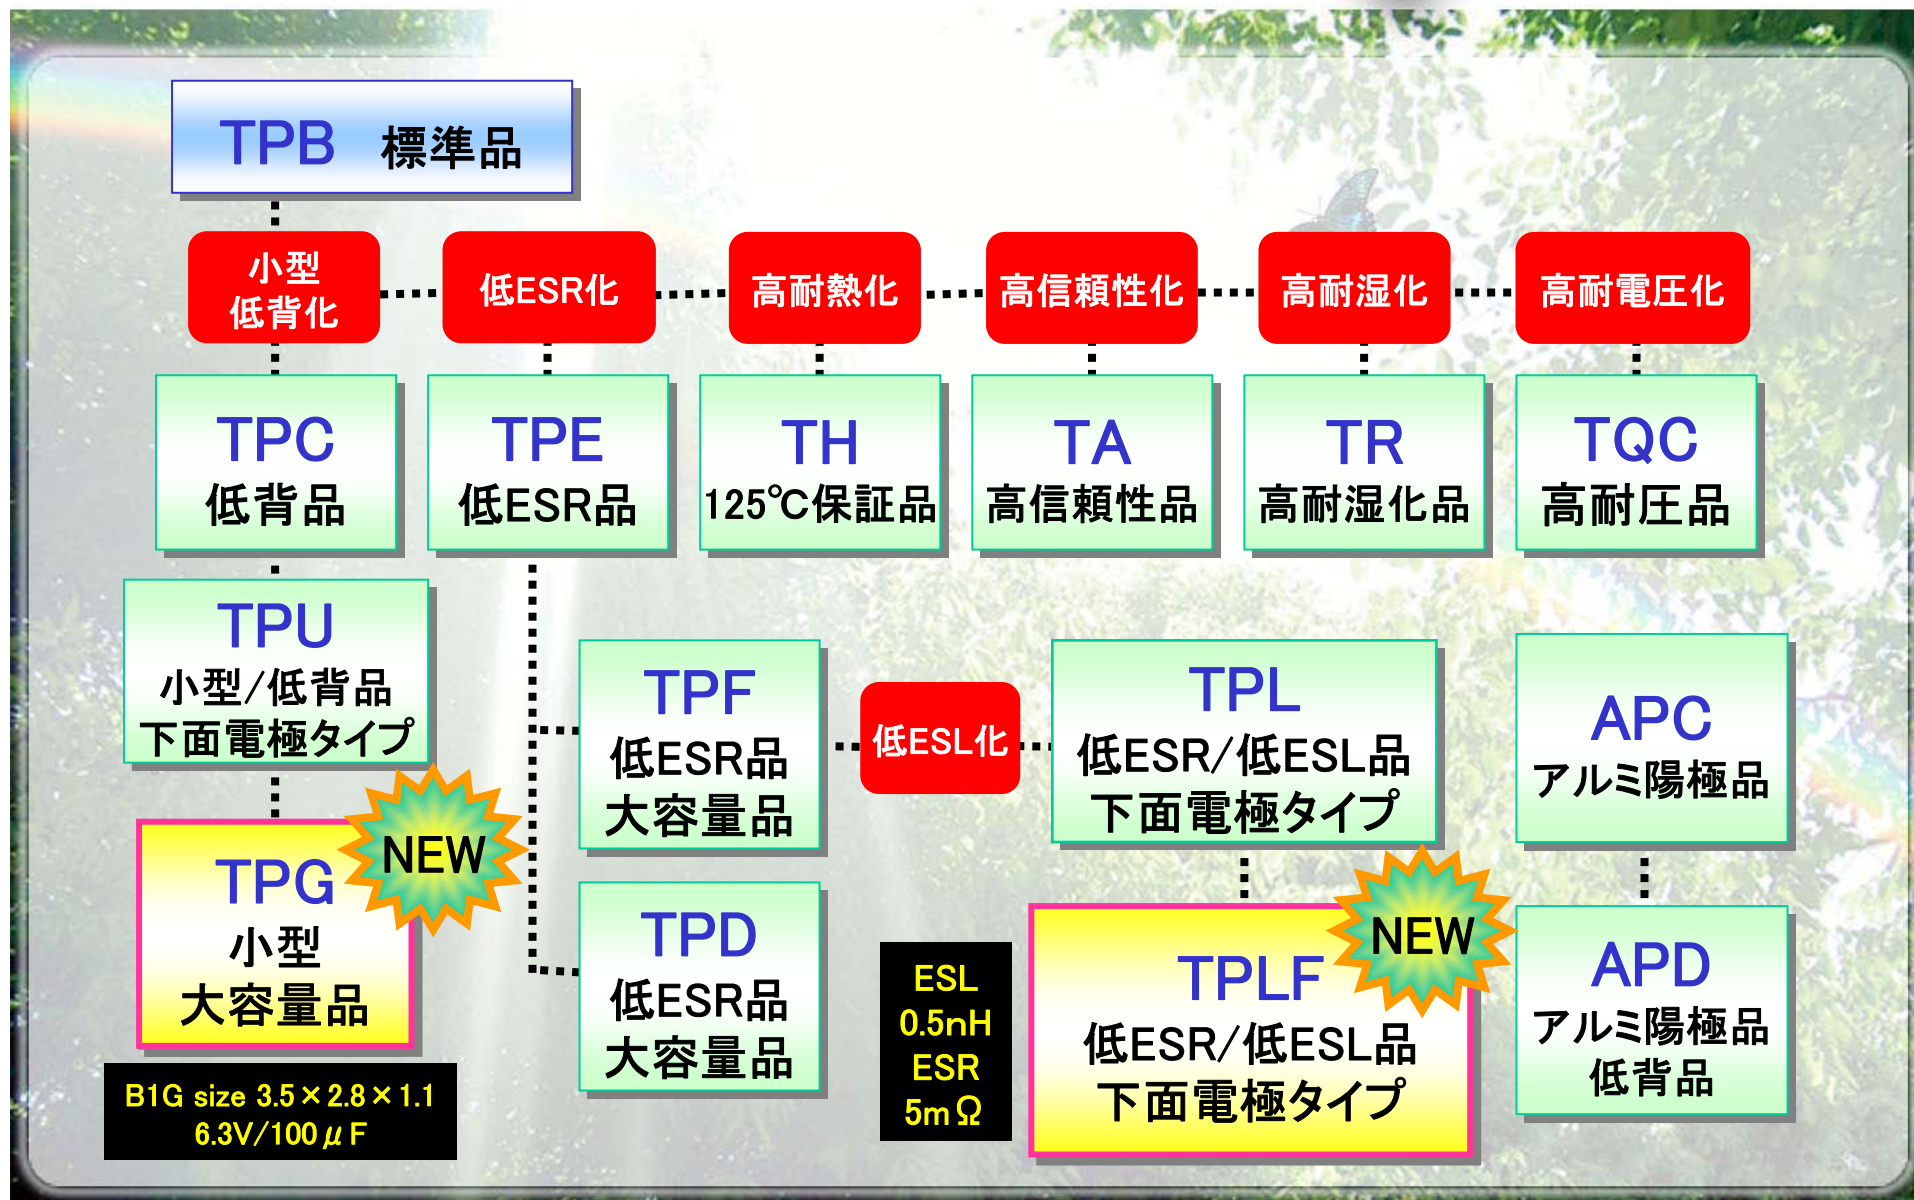 TPB 標準品
小型
低背化
低ESR化
高耐熱化
高信頼性化
高耐湿化
高耐電圧化
TPC
低背品
TPE
低ESR品
TH
125℃保証品
TA
高信頼性品
TR
高耐湿化品
TQC
高耐圧品
TPU
小型/低背品
下面電極タイプ
TPF
低ESR品
大容量品
低ESL化
TPL
低ESR/低ESL品
下面電極タイプ
APC
アルミ陽極品
NEW
TPG
小型
大容量品
TPD
低ESR品
大容量品
ESL
0.5nH
ESR
5mΩ
NEW
TPLF
低ESR/低ESL品
下面電極タイプ
APD
アルミ陽極品
低背品
B1G size 3.5×2.8×1.1
6.3V/100μF